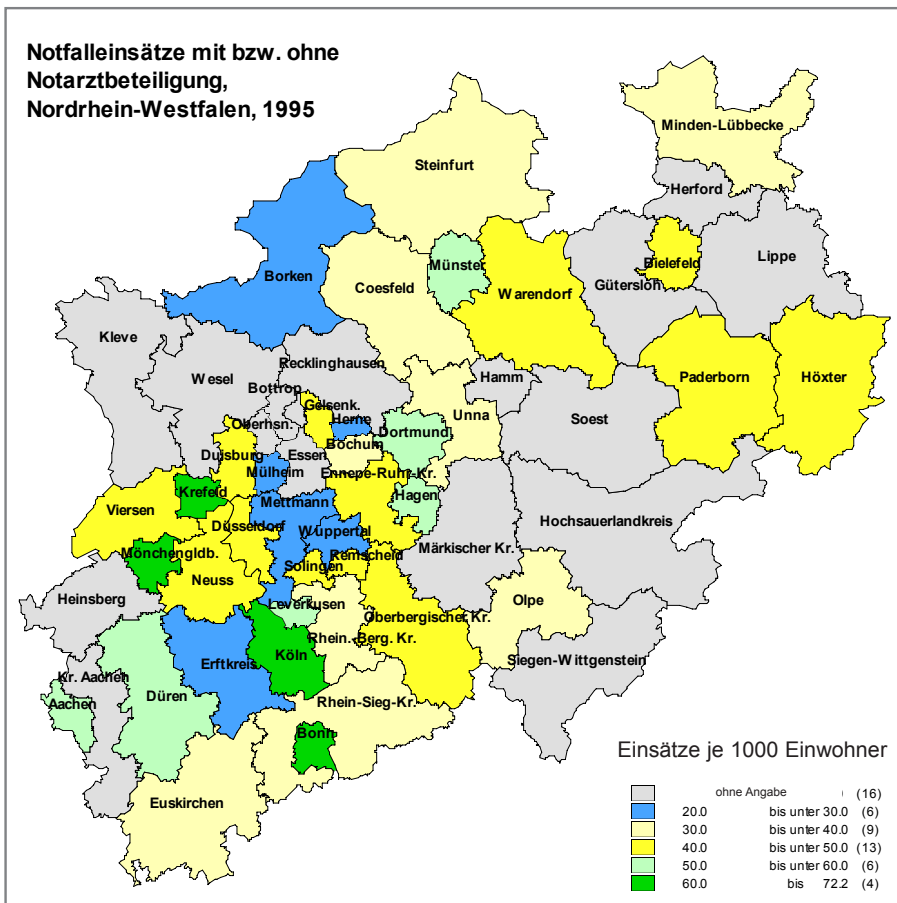 Notfalleinsätze mit bzw. ohne
Notarztbeteiligung,
Nordrhein-Westfalen, 1995
Minden-Lübbecke
Steinfurt
Herford
Lippe
Münster
Bielefeld
Borken
Coesfeld
Warendorf
Gütersloh
Kleve
Recklinghausen
Wesel
Hamm
Paderborn
Höxter
Bottrop
Gelsenk.
Herne
Unna
Soest
Oberhsn.
Dortmund
Bochum
Duisburg
Essen
Mülheim
Ennepe-Ruhr-Kr.
Krefeld
Hagen
Mettmann
Viersen
Düsseldorf
Wuppertal
Hochsauerlandkreis
Mönchengldb.
Remscheid
Märkischer Kr.
Solingen
Neuss
Heinsberg
Leverkusen
Olpe
Oberbergischer Kr.
Rhein.-Berg. Kr.
Köln
Erftkreis
Siegen-Wittgenstein
Kr. Aachen
Aachen
Düren
Rhein-Sieg-Kr.
Bonn
Euskirchen
Einsätze je 1000 Einwohner
ohne Angabe ) (16)
20.0 bis unter 30.0 (6)
30.0 bis unter 40.0 (9)
40.0 bis unter 50.0 (13)
50.0 bis unter 60.0 (6)
60.0 bis 72.2 (4)